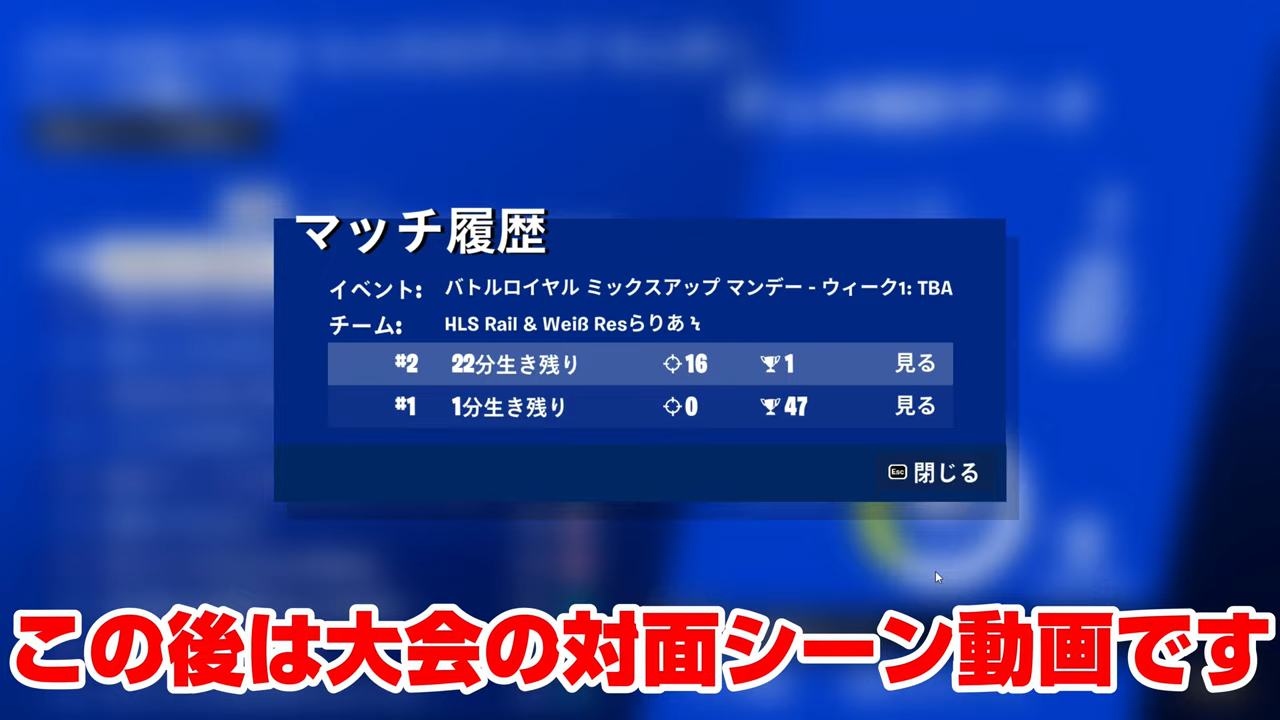 マッチ履歴
イベント: バトルロイヤル ミックスアップ マンデー - ウィーク1: TBA
チーム: HLS Rail & Weiß Resらりあϟ
#2 22分生き残り 16 1 見る
#1 1分生き残り 0 47 見る
Esc 閉じる
この後は大会の対面シーン動画です